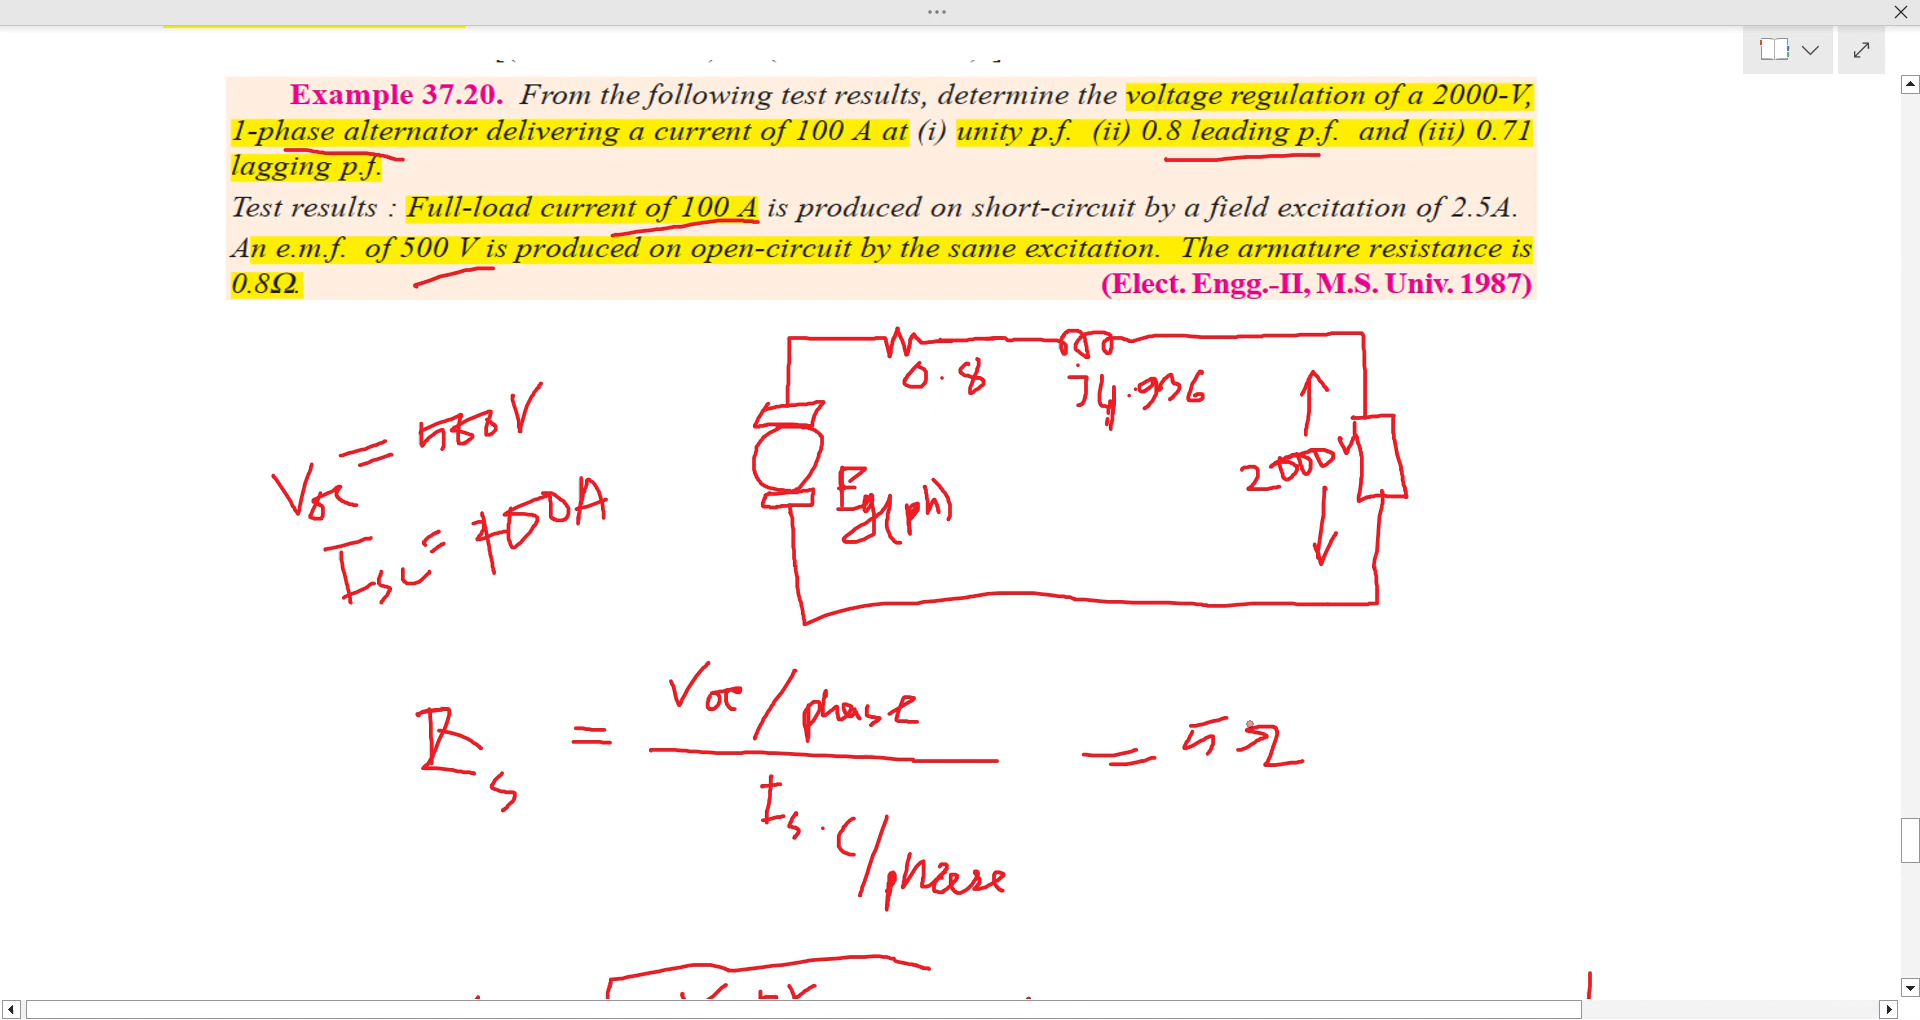 Example 37.20. From the following test results, determine the voltage regulation of a 2000-V,
1-phase alternator delivering a current of 100 A at (i) unity p.f. (ii) 0.8 leading p.f. and (iii) 0.71
lagging p.f.
Test results : Full-load current of 100 A is produced on short-circuit by a field excitation of 2.5A.
An e.m.f. of 500 V is produced on open-circuit by the same excitation. The armature resistance is
0.8Ω.
(Elect. Engg.-II, M.S. Univ. 1987)
0.8
j4.936
Voc = 500V
2000V
Eg(ph)
Isc = 100A
Voc/phase
= = 5Ω
Is.c/phase